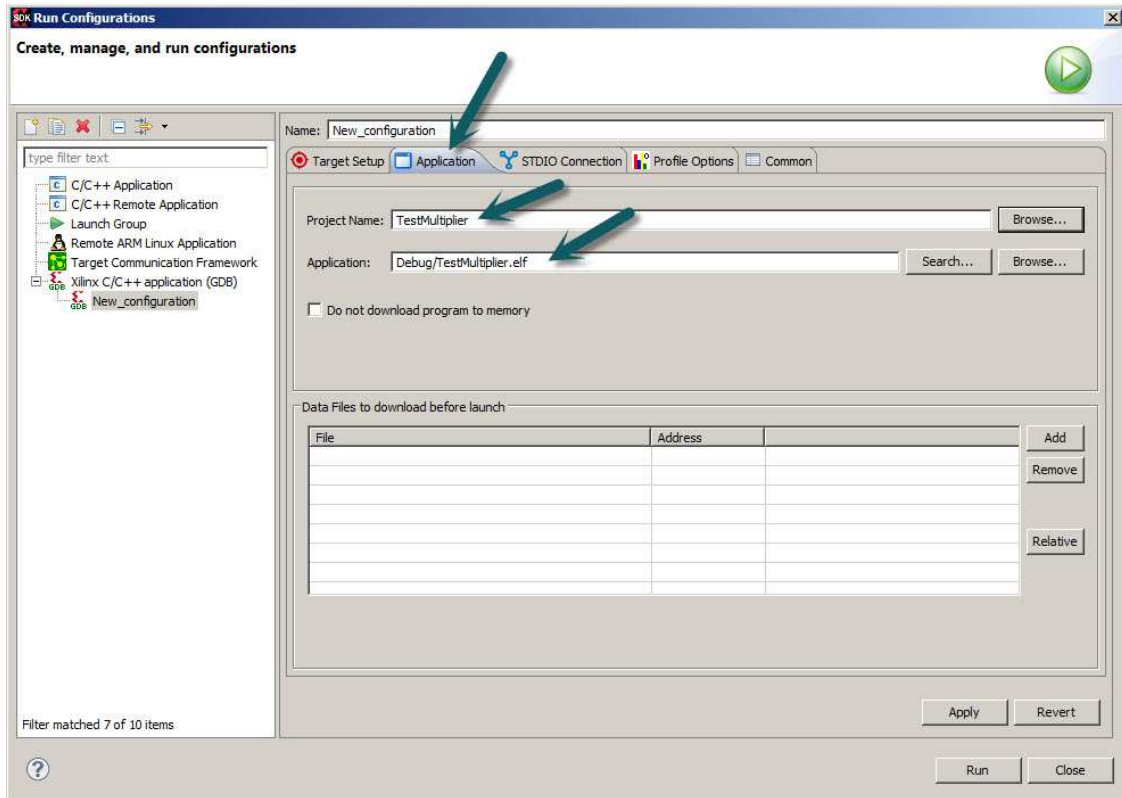 SDK Run Configurations
Create, manage, and run configurations
type filter text
C/C++ Application
C/C++ Remote Application
Launch Group
Remote ARM Linux Application
Target Communication Framework
Xilinx C/C++ application (GDB)
New_configuration
Filter matched 7 of 10 items
Name: New_configuration
Target Setup Application STDIO Connection Profile Options Common
Project Name: TestMultiplier Browse...
Application: Debug/TestMultiplier.elf Search... Browse...
Do not download program to memory
Data Files to download before launch
File Address Add
Remove
Relative
Apply Revert
Run Close